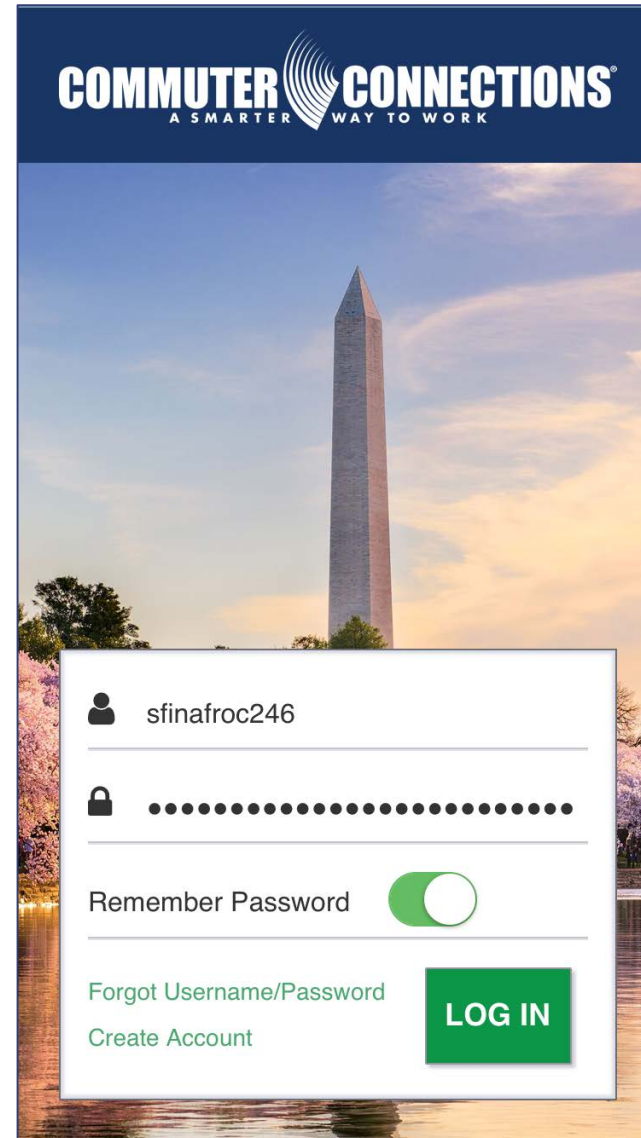 COMMUTER CONNECTIONS®
A SMARTER WAY TO WORK
sfinafroc246
••••••••••••••••••••••••••
Remember Password
Forgot Username/Password
LOG IN
Create Account